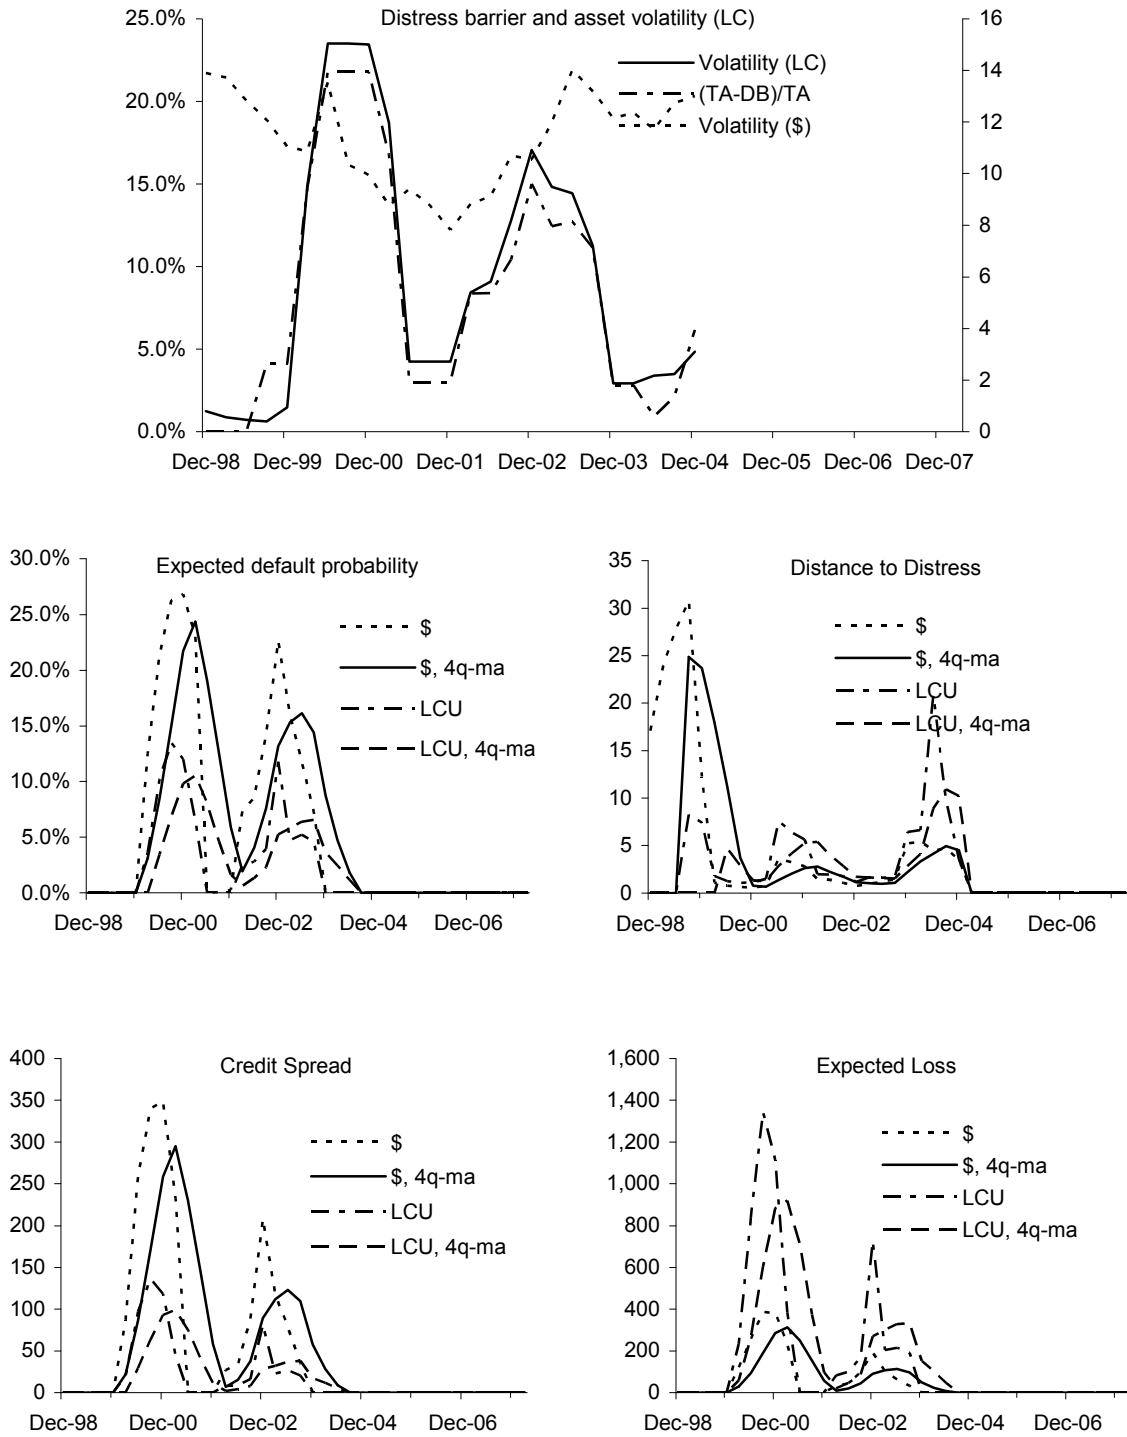 Distress barrier and asset volatility (LC)
25.0%
20.0%
15.0%
10.0%
5.0%
0.0%
16
14
12
10
8
6
4
2
0
Volatility (LC)
(TA-DB)/TA
Volatility ($)
Dec-98 Dec-99 Dec-00 Dec-01 Dec-02 Dec-03 Dec-04 Dec-05 Dec-06 Dec-07
Expected default probability
30.0%
25.0%
20.0%
15.0%
10.0%
5.0%
0.0%
$
$, 4q-ma
LCU
LCU, 4q-ma
Dec-98 Dec-00 Dec-02 Dec-04 Dec-06
Distance to Distress
35
30
25
20
15
10
5
0
$
$, 4q-ma
LCU
LCU, 4q-ma
Dec-98 Dec-00 Dec-02 Dec-04 Dec-06
Credit Spread
400
350
300
250
200
150
100
50
0
$
$, 4q-ma
LCU
LCU, 4q-ma
Dec-98 Dec-00 Dec-02 Dec-04 Dec-06
Expected Loss
1,600
1,400
1,200
1,000
800
600
400
200
0
$
$, 4q-ma
LCU
LCU, 4q-ma
Dec-98 Dec-00 Dec-02 Dec-04 Dec-06